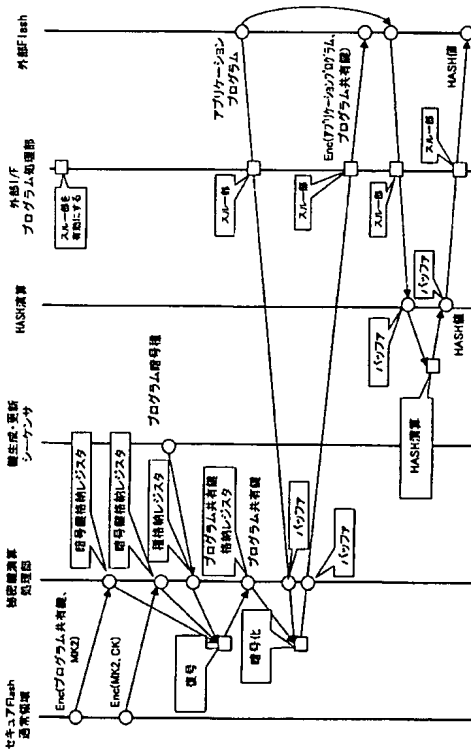 外部Flash
外部I/F
プログラム処理部
HASH演算
鍵生成・更新
シーケンサ
秘密鍵演算
処理部
セキュアFlash
通常領域
スルー部を
有効にする
Enc(プログラム共有鍵、
MK2)
Enc(MK2,CK)
暗号鍵格納レジスタ
暗号鍵格納レジスタ
プログラム暗号種
種格納レジスタ
復号
プログラム共有鍵
格納レジスタ
プログラム共有鍵
アプリケーション
プログラム
スルー部
バッファ
暗号化
バッファ
スルー部
Enc(アプリケーションプログラム、
プログラム共有鍵)
スルー部
バッファ
HASH演算
バッファ
HASH値
スルー部
HASH値